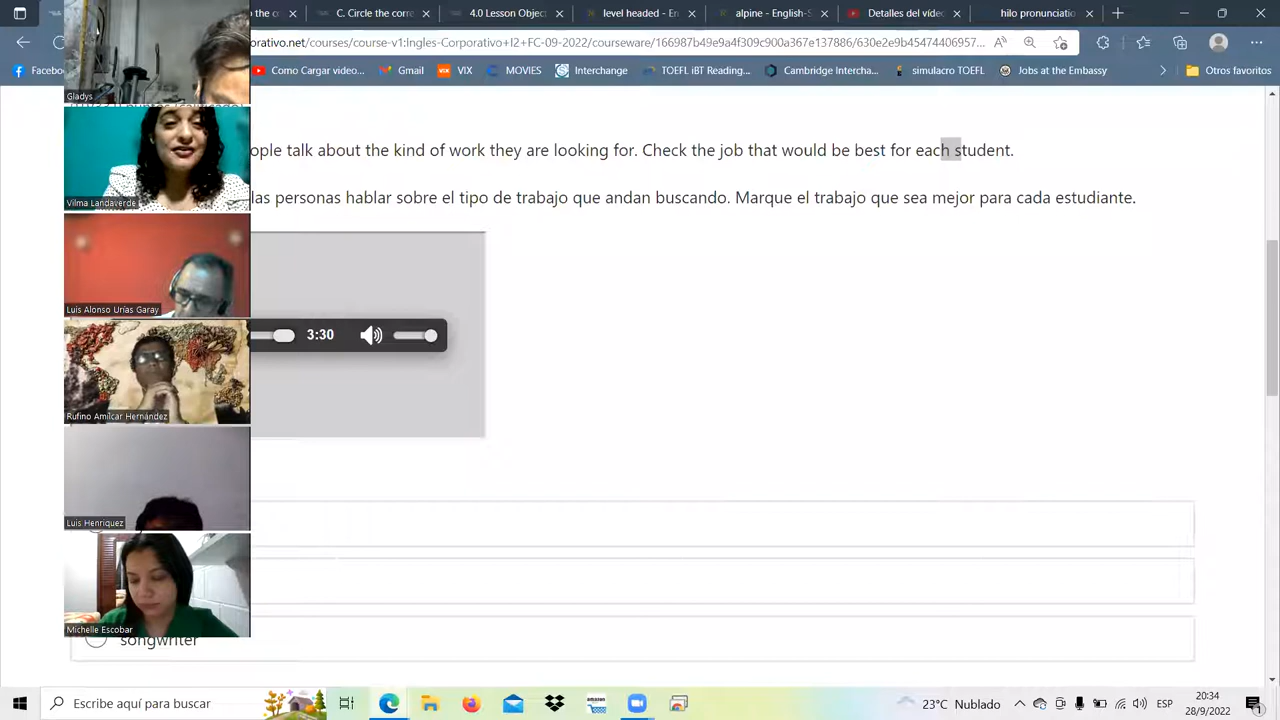 C. Circle the corre
4.0 Lesson Object
level headed - En
alpine - English-S
Detalles del video
hilo pronunciatio
orativo.net/courses/course-v1:Ingles-Corporativo+I2+FC-09-2022/courseware/166987b49e9a4f309c900a367e137886/630e2e9b45474406957...
Facebo
Como Cargar video...
Gmail
VIX
MOVIES
Interchange
TOEFL iBT Reading...
Cambridge Intercha...
simulacro TOEFL
Jobs at the Embassy
Otros favoritos
Gladys
ople talk about the kind of work they are looking for. Check the job that would be best for each student.
Vilma Landaverde
las personas hablar sobre el tipo de trabajo que andan buscando. Marque el trabajo que sea mejor para cada estudiante.
Luis Alonso Urías Garay
3:30
Rufino Amilcar Hernández
Luis Henriquez
Michelle Escobar
songwriter
Escribe aquí para buscar
amazon
23°C Nublado
ESP
20:34
28/9/2022
1